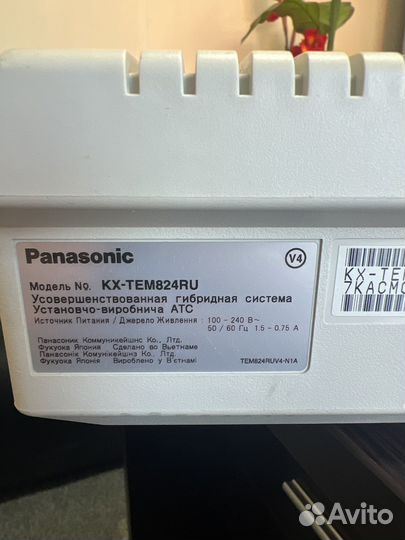 Panasonic
V4
Модель No. KX-TEM824RU
Усовершенствованная гибридная система
Установчо-виробнича АТС
Источник Питания / Джерело Живлення : 100 - 240 В~
50 / 60 Гц 1.5 - 0.75 А
Панасоник Коммуникейшнс Ко., Лтд.
Фукуока Япония Сделано во Вьетнаме
Панасонік Комунікейшнз Ко., Лтд.
Фукуока Японія Вироблено у В'єтнамі
TEM824RUV4-N1A
KX-TE
7KACM
Avito